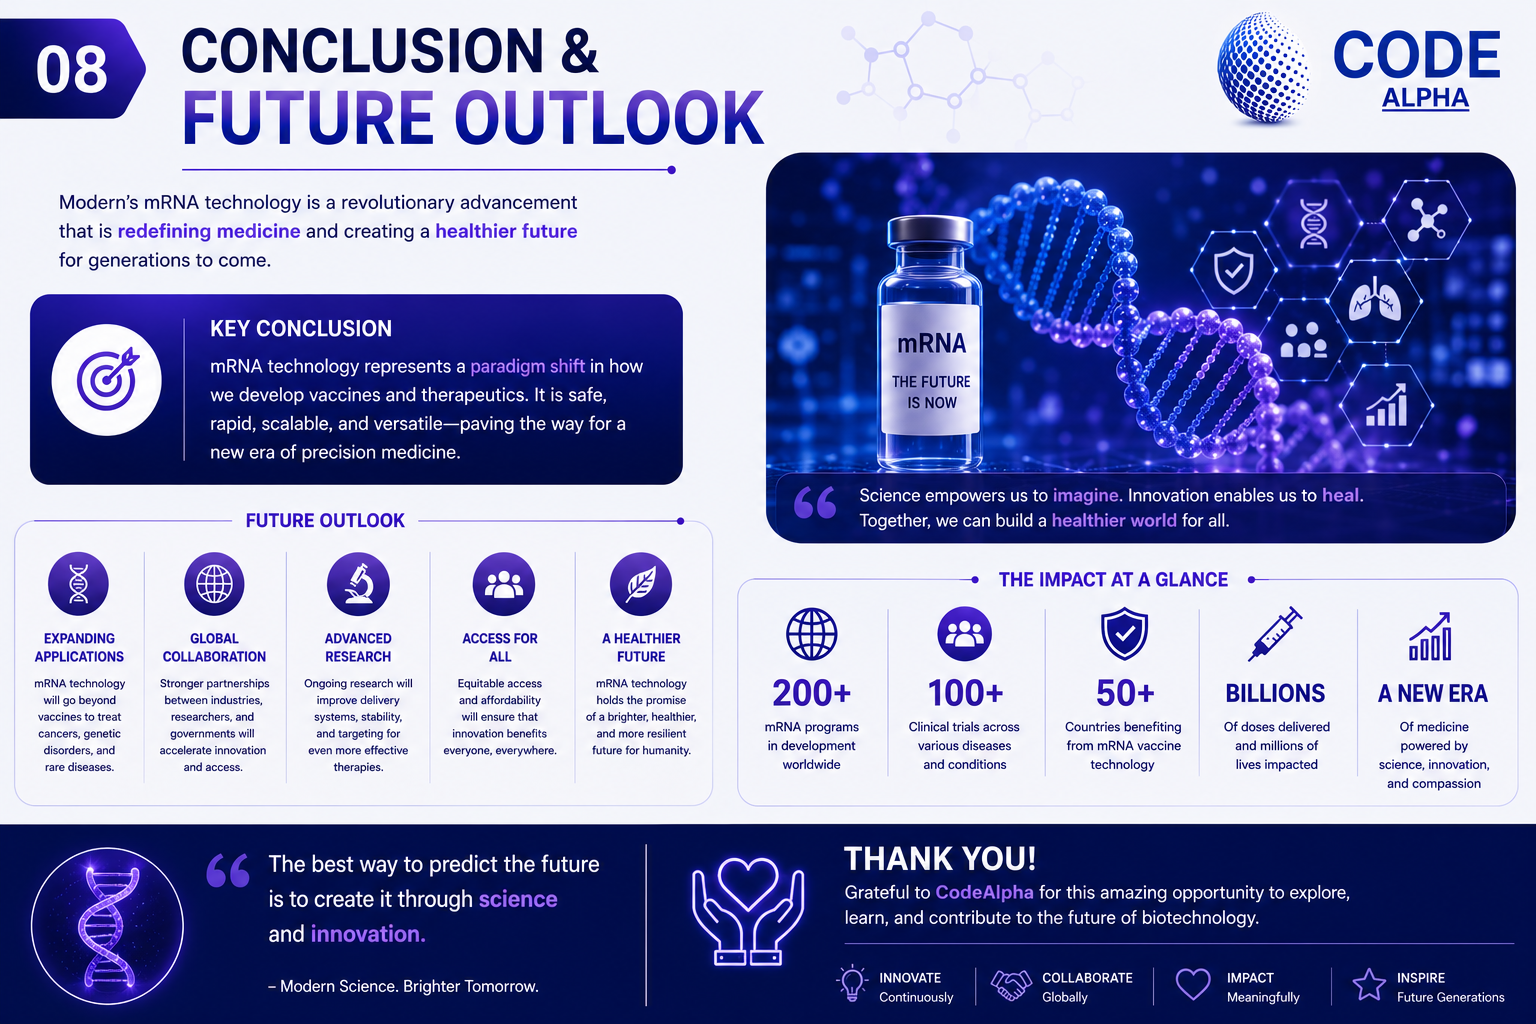 08
CONCLUSION &
FUTURE OUTLOOK
CODE
ALPHA
Modern's mRNA technology is a revolutionary advancement
that is redefining medicine and creating a healthier future
for generations to come.
KEY CONCLUSION
mRNA technology represents a paradigm shift in how
we develop vaccines and therapeutics. It is safe,
rapid, scalable, and versatile—paving the way for a
new era of precision medicine.
mRNA
THE FUTURE
IS NOW
“
Science empowers us to imagine. Innovation enables us to heal.
Together, we can build a healthier world for all.
FUTURE OUTLOOK
EXPANDING
APPLICATIONS
mRNA technology
will go beyond
vaccines to treat
cancers, genetic
disorders, and
rare diseases.
GLOBAL
COLLABORATION
Stronger partnerships
between industries,
researchers, and
governments will
accelerate innovation
and access.
ADVANCED
RESEARCH
Ongoing research will
improve delivery
systems, stability,
and targeting for
even more effective
therapies.
ACCESS FOR
ALL
Equitable access
and affordability
will ensure that
innovation benefits
everyone, everywhere.
A HEALTHIER
FUTURE
mRNA technology
holds the promise
of a brighter, healthier,
and more resilient
future for humanity.
THE IMPACT AT A GLANCE
200+
mRNA programs
in development
worldwide
100+
Clinical trials across
various diseases
and conditions
50+
Countries benefiting
from mRNA vaccine
technology
BILLIONS
Of doses delivered
and millions of
lives impacted
A NEW ERA
Of medicine
powered by
science, innovation,
and compassion
“
The best way to predict the future
is to create it through science
and innovation.
– Modern Science. Brighter Tomorrow.
THANK YOU!
Grateful to CodeAlpha for this amazing opportunity to explore,
learn, and contribute to the future of biotechnology.
INNOVATE
Continuously
COLLABORATE
Globally
IMPACT
Meaningfully
INSPIRE
Future Generations